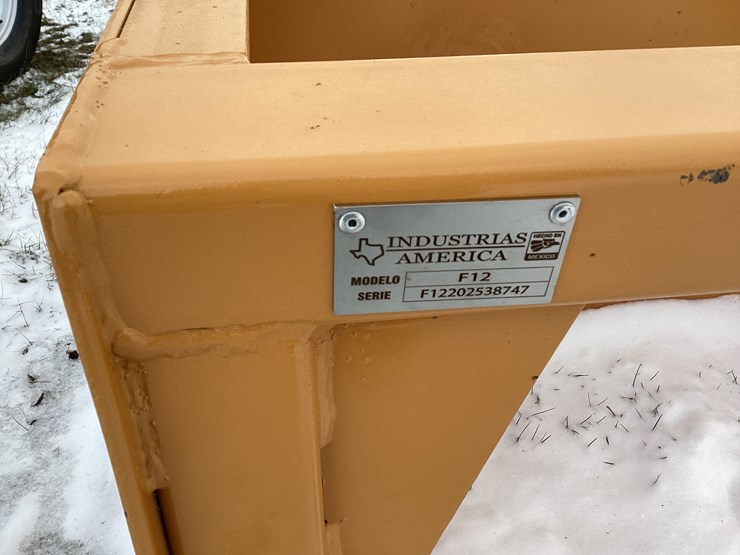 INDUSTRIAS
AMERICA
HECHO EN
MEXICO
MODELO F12
SERIE F12202538747